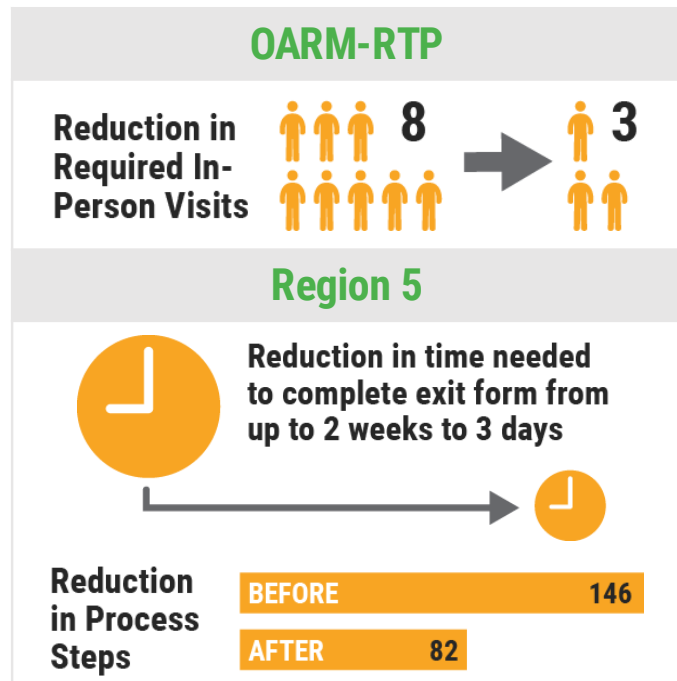 OARM-RTP
Reduction in
Required In-
Person Visits
8
3
Region 5
Reduction in time needed
to complete exit form from
up to 2 weeks to 3 days
Reduction
in Process
Steps
BEFORE 146
AFTER 82